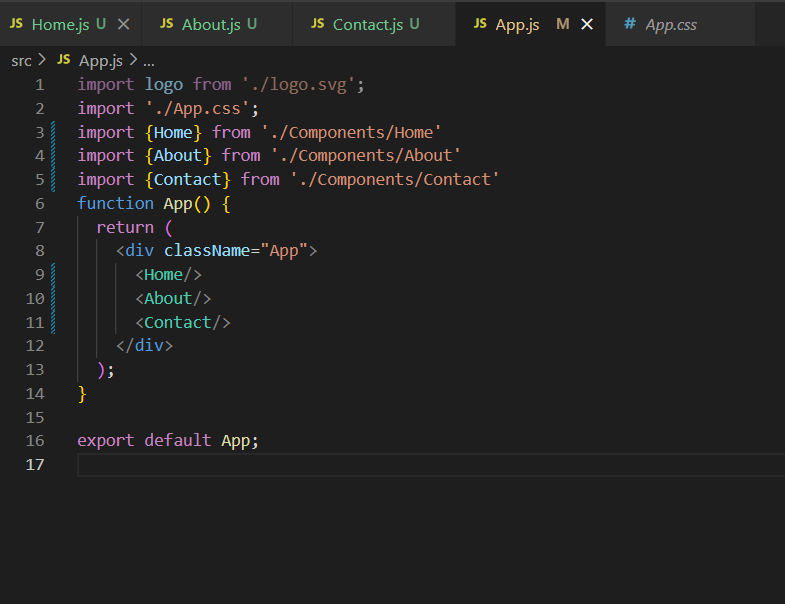 JS Home.js U × JS About.js U JS Contact.js U JS App.js M × # App.css
src > JS App.js > ...
1 import logo from './logo.svg';
2 import './App.css';
3 import {Home} from './Components/Home'
4 import {About} from './Components/About'
5 import {Contact} from './Components/Contact'
6 function App() {
7 return (
8 <div className="App">
9 <Home/>
10 <About/>
11 <Contact/>
12 </div>
13 );
14 }
15
16 export default App;
17